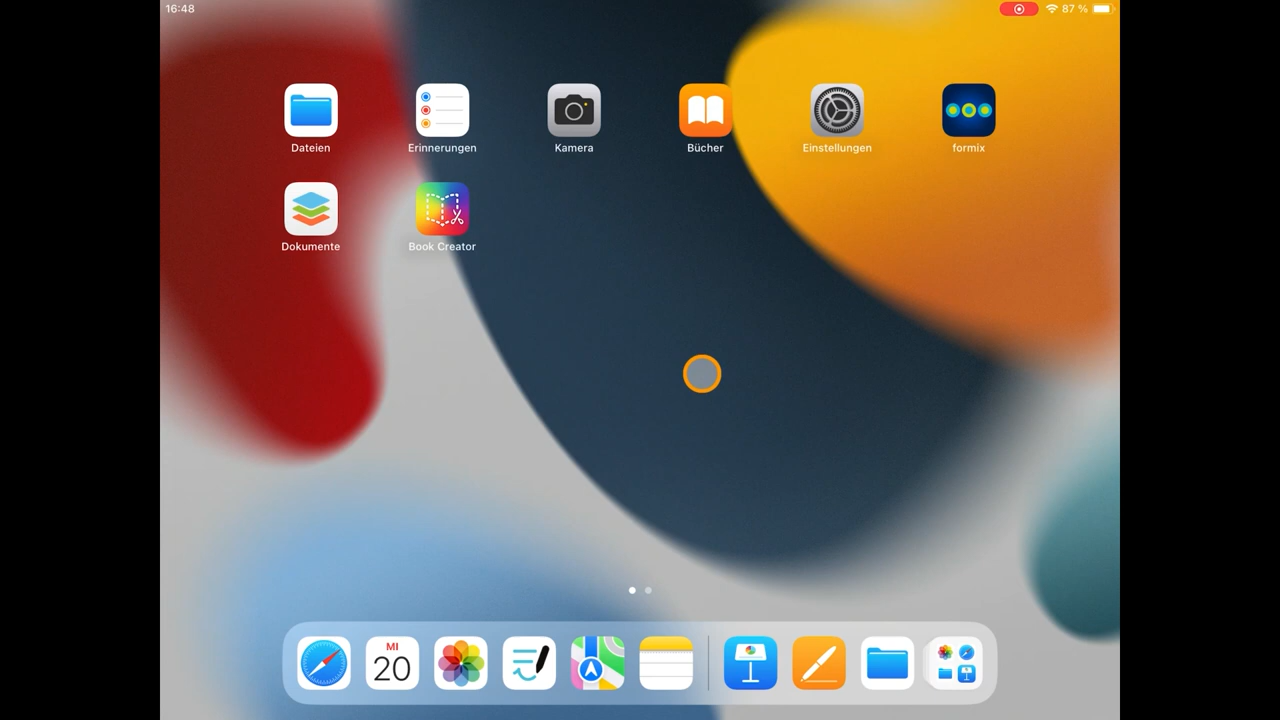 16:48
87 %
Dateien
Erinnerungen
Kamera
Bücher
Einstellungen
formix
Dokumente
Book Creator
MI
20